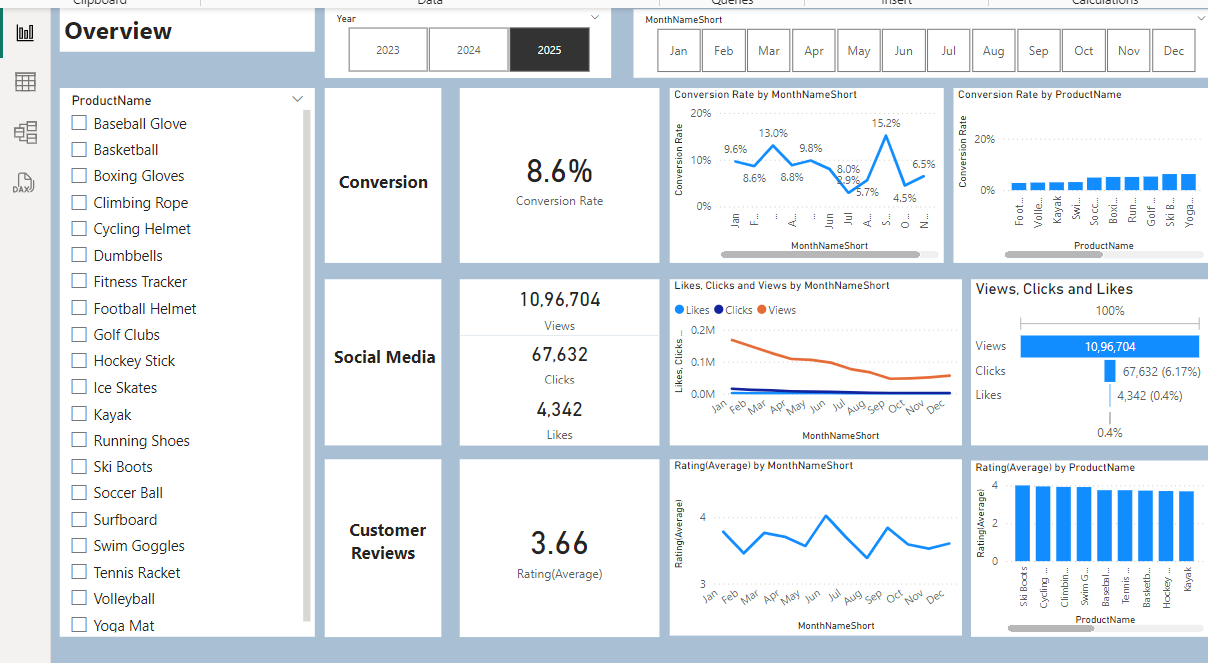 Clipboard
Data
Queries
Insert
Calculations
Overview
Year
2023
2024
2025
MonthNameShort
Jan
Feb
Mar
Apr
May
Jun
Jul
Aug
Sep
Oct
Nov
Dec
DAX
ProductName
Baseball Glove
Basketball
Boxing Gloves
Climbing Rope
Cycling Helmet
Dumbbells
Fitness Tracker
Football Helmet
Golf Clubs
Hockey Stick
Ice Skates
Kayak
Running Shoes
Ski Boots
Soccer Ball
Surfboard
Swim Goggles
Tennis Racket
Volleyball
Yoga Mat
Conversion
8.6%
Conversion Rate
Conversion Rate by MonthNameShort
Conversion Rate
20%
10%
0%
9.6%
8.6%
13.0%
8.8%
9.8%
8.0%
2.9%
5.7%
15.2%
4.5%
6.5%
Jan
F...
...
A...
...
Jun
Jul
A...
S...
O...
N...
MonthNameShort
Conversion Rate by ProductName
Conversion Rate
20%
0%
Foot...
Volle...
Kayak
Swi...
Socc...
Boxi...
Run...
Golf ...
Ski B...
Yoga...
ProductName
Social Media
10,96,704
Views
67,632
Clicks
4,342
Likes
Likes, Clicks and Views by MonthNameShort
Likes Clicks Views
Likes, Clicks ...
0.2M
0.1M
0.0M
Jan
Feb
Mar
Apr
May
Jun
Jul
Aug
Sep
Oct
Nov
Dec
MonthNameShort
Views, Clicks and Likes
100%
Views
10,96,704
Clicks
67,632 (6.17%)
Likes
4,342 (0.4%)
0.4%
Customer
Reviews
3.66
Rating(Average)
Rating(Average) by MonthNameShort
Rating(Average)
4
3
Jan
Feb
Mar
Apr
May
Jun
Jul
Aug
Sep
Oct
Nov
Dec
MonthNameShort
Rating(Average) by ProductName
Rating(Average)
4
2
0
Ski Boots
Cycling ...
Climbin...
Swim G...
Basebal...
Tennis ...
Basketb...
Hockey ...
Kayak
ProductName